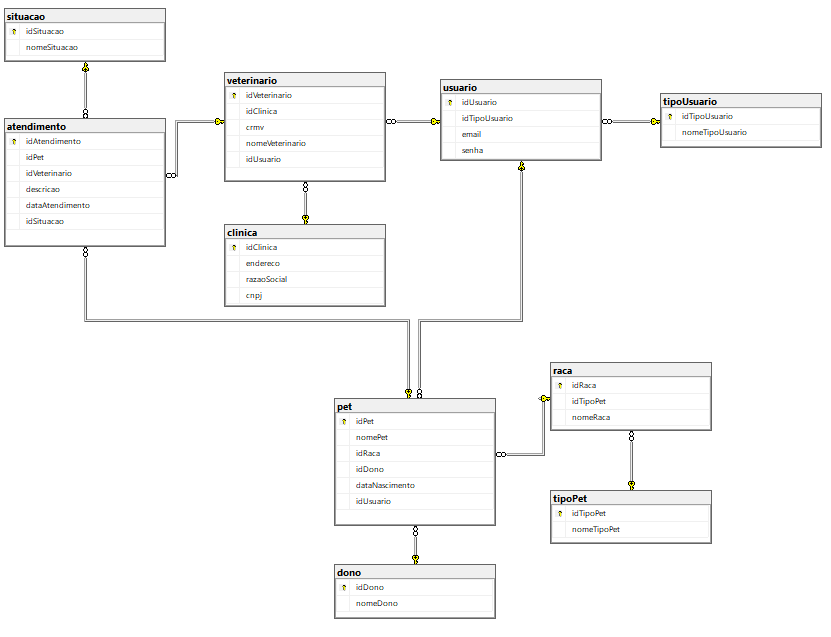 situacao
idSituacao
nomeSituacao
atendimento
idAtendimento
idPet
idVeterinario
descricao
dataAtendimento
idSituacao
veterinario
idVeterinario
idClinica
crmv
nomeVeterinario
idUsuario
clinica
idClinica
endereco
razaoSocial
cnpj
usuario
idUsuario
idTipoUsuario
email
senha
tipoUsuario
idTipoUsuario
nomeTipoUsuario
pet
idPet
nomePet
idRaca
idDono
dataNascimento
idUsuario
raca
idRaca
idTipoPet
nomeRaca
tipoPet
idTipoPet
nomeTipoPet
dono
idDono
nomeDono